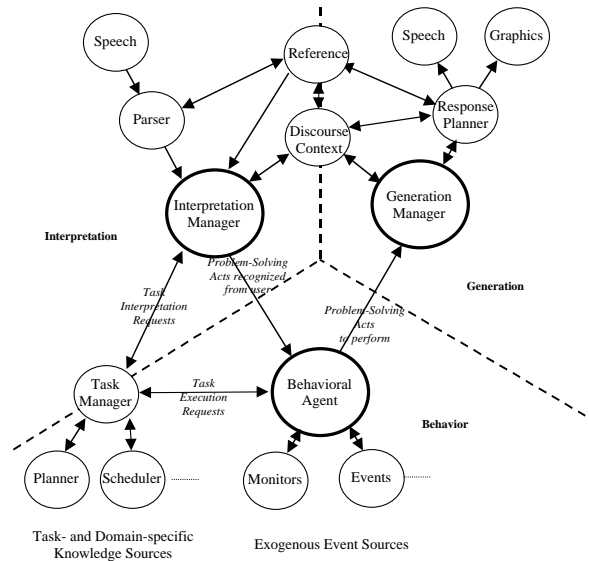 Speech
Reference
Speech
Graphics
Parser
Response
Planner
Discourse
Context
Interpretation
Manager
Generation
Manager
Interpretation
Problem-Solving
Acts recognized
from user
Generation
Task
Interpretation
Requests
Problem-Solving
Acts
to perform
Task
Manager
Task
Execution
Requests
Behavioral
Agent
Behavior
Planner
Scheduler
Monitors
Events
Task- and Domain-specific
Knowledge Sources
Exogenous Event Sources